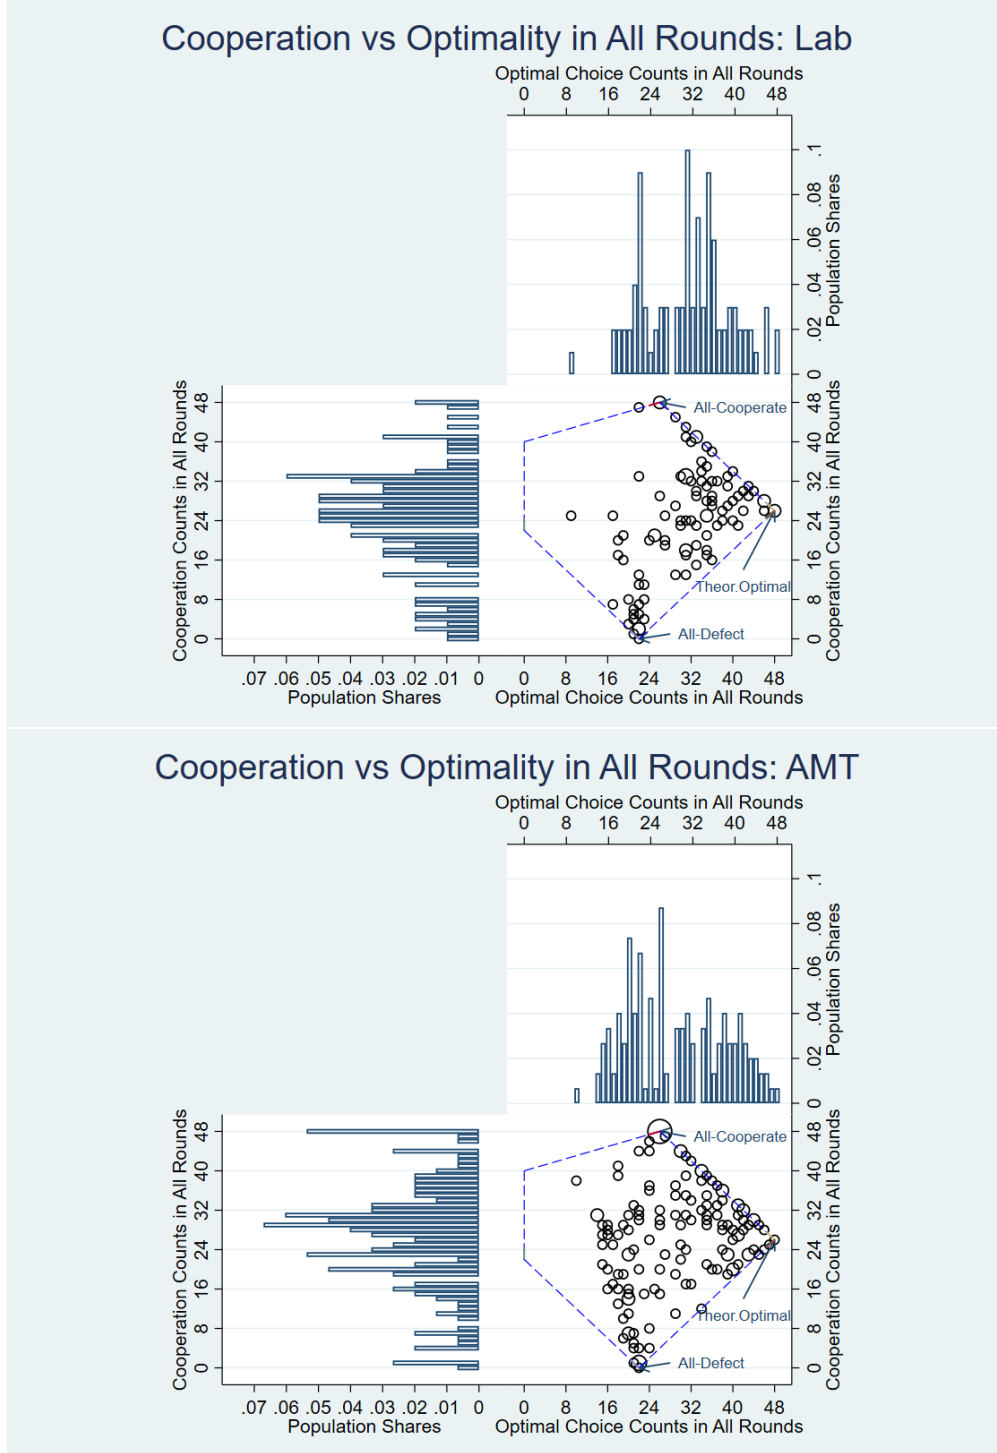 Cooperation vs Optimality in All Rounds: Lab
Optimal Choice Counts in All Rounds
0 8 16 24 32 40 48
.1
.08
.06
.04
.02
0
Population Shares
48
40
32
24
16
8
0
Cooperation Counts in All Rounds
All-Cooperate
Theor.Optimal
All-Defect
48
40
32
24
16
8
0
Cooperation Counts in All Rounds
.07 .06 .05 .04 .03 .02 .01 0
Population Shares
0 8 16 24 32 40 48
Optimal Choice Counts in All Rounds
Cooperation vs Optimality in All Rounds: AMT
Optimal Choice Counts in All Rounds
0 8 16 24 32 40 48
.1
.08
.06
.04
.02
0
Population Shares
48
40
32
24
16
8
0
Cooperation Counts in All Rounds
All-Cooperate
Theor.Optimal
All-Defect
48
40
32
24
16
8
0
Cooperation Counts in All Rounds
.07 .06 .05 .04 .03 .02 .01 0
Population Shares
0 8 16 24 32 40 48
Optimal Choice Counts in All Rounds